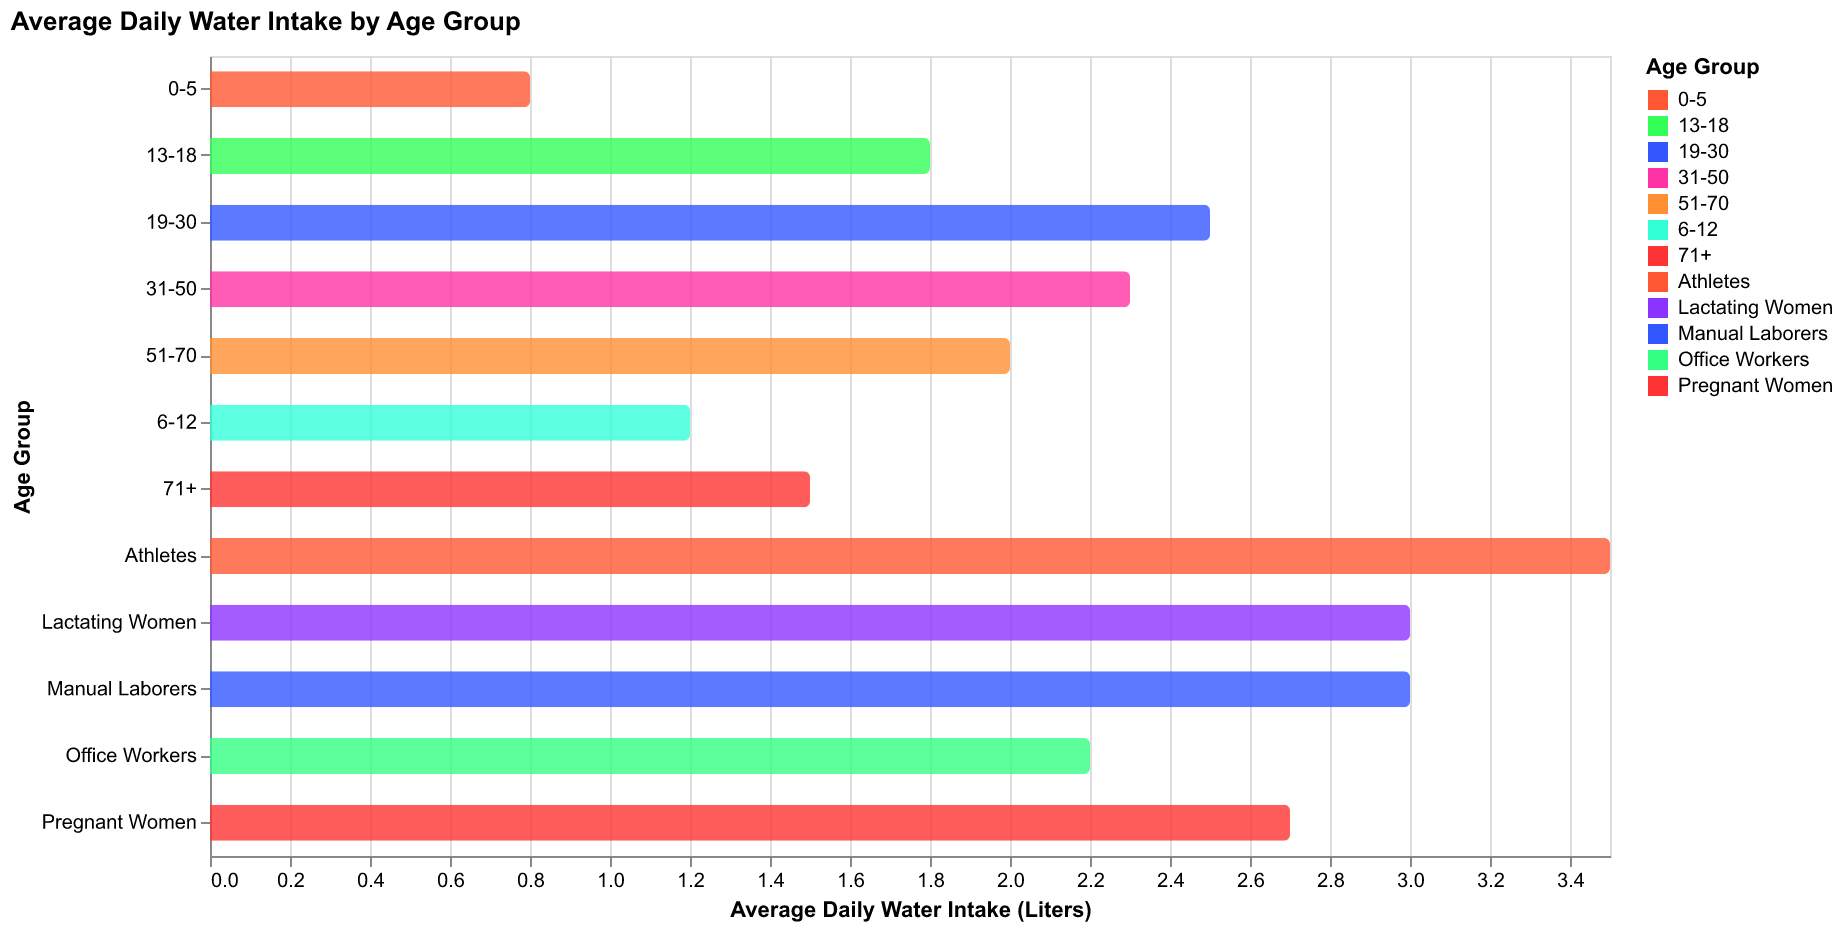 Average Daily Water Intake by Age Group
Age Group
0-5
13-18
19-30
31-50
51-70
6-12
71+
Athletes
Lactating Women
Manual Laborers
Office Workers
Pregnant Women
0.0 0.2 0.4 0.6 0.8 1.0 1.2 1.4 1.6 1.8 2.0 2.2 2.4 2.6 2.8 3.0 3.2 3.4
Average Daily Water Intake (Liters)
Age Group
0-5
13-18
19-30
31-50
51-70
6-12
71+
Athletes
Lactating Women
Manual Laborers
Office Workers
Pregnant Women